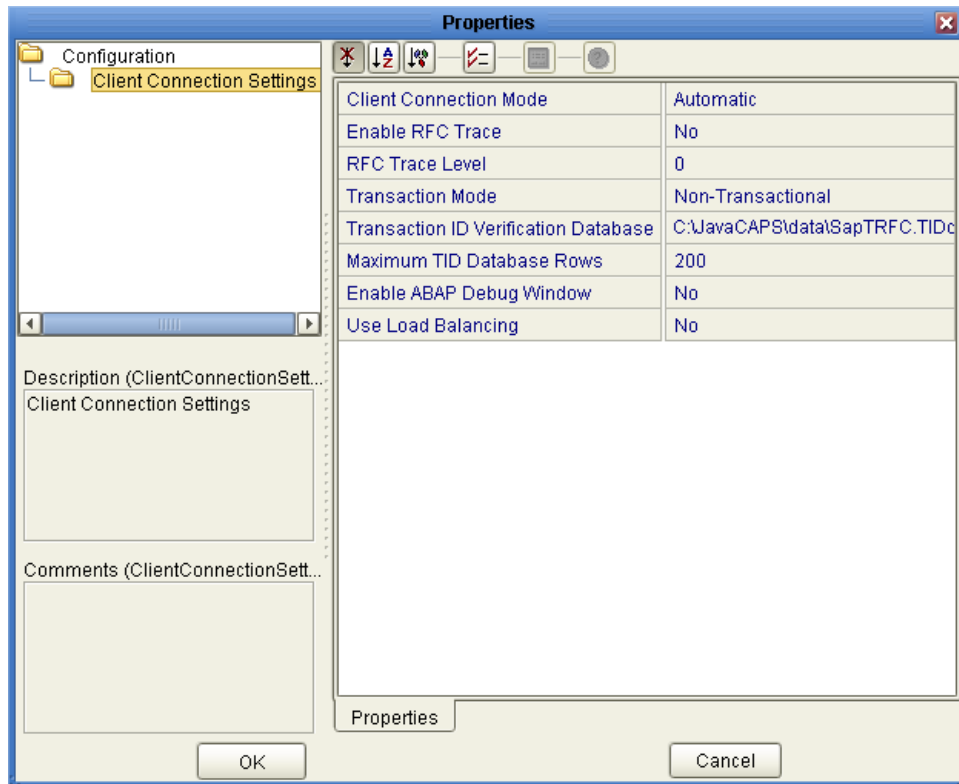 Properties
Configuration
Client Connection Settings
Client Connection Mode Automatic
Enable RFC Trace No
RFC Trace Level 0
Transaction Mode Non-Transactional
Transaction ID Verification Database C:\JavaCAPS\data\SapTRFC.TIDc
Maximum TID Database Rows 200
Enable ABAP Debug Window No
Use Load Balancing No
Description (ClientConnectionSett...
Client Connection Settings
Comments (ClientConnectionSett...
Properties
OK Cancel